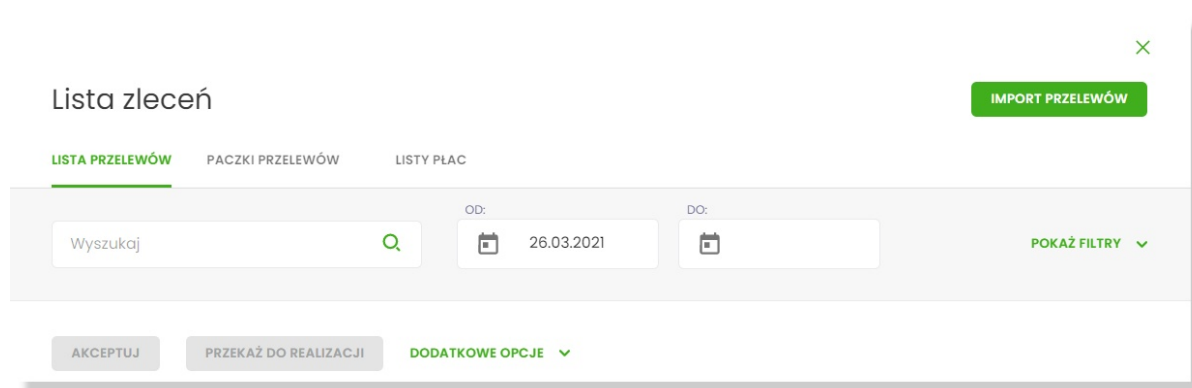 Lista zleceń
IMPORT PRZELEWÓW
LISTA PRZELEWÓW PACZKI PRZELEWÓW LISTY PŁAC
OD: DO:
Wyszukaj 26.03.2021 POKAŻ FILTRY
AKCEPTUJ PRZEKAŻ DO REALIZACJI DODATKOWE OPCJE